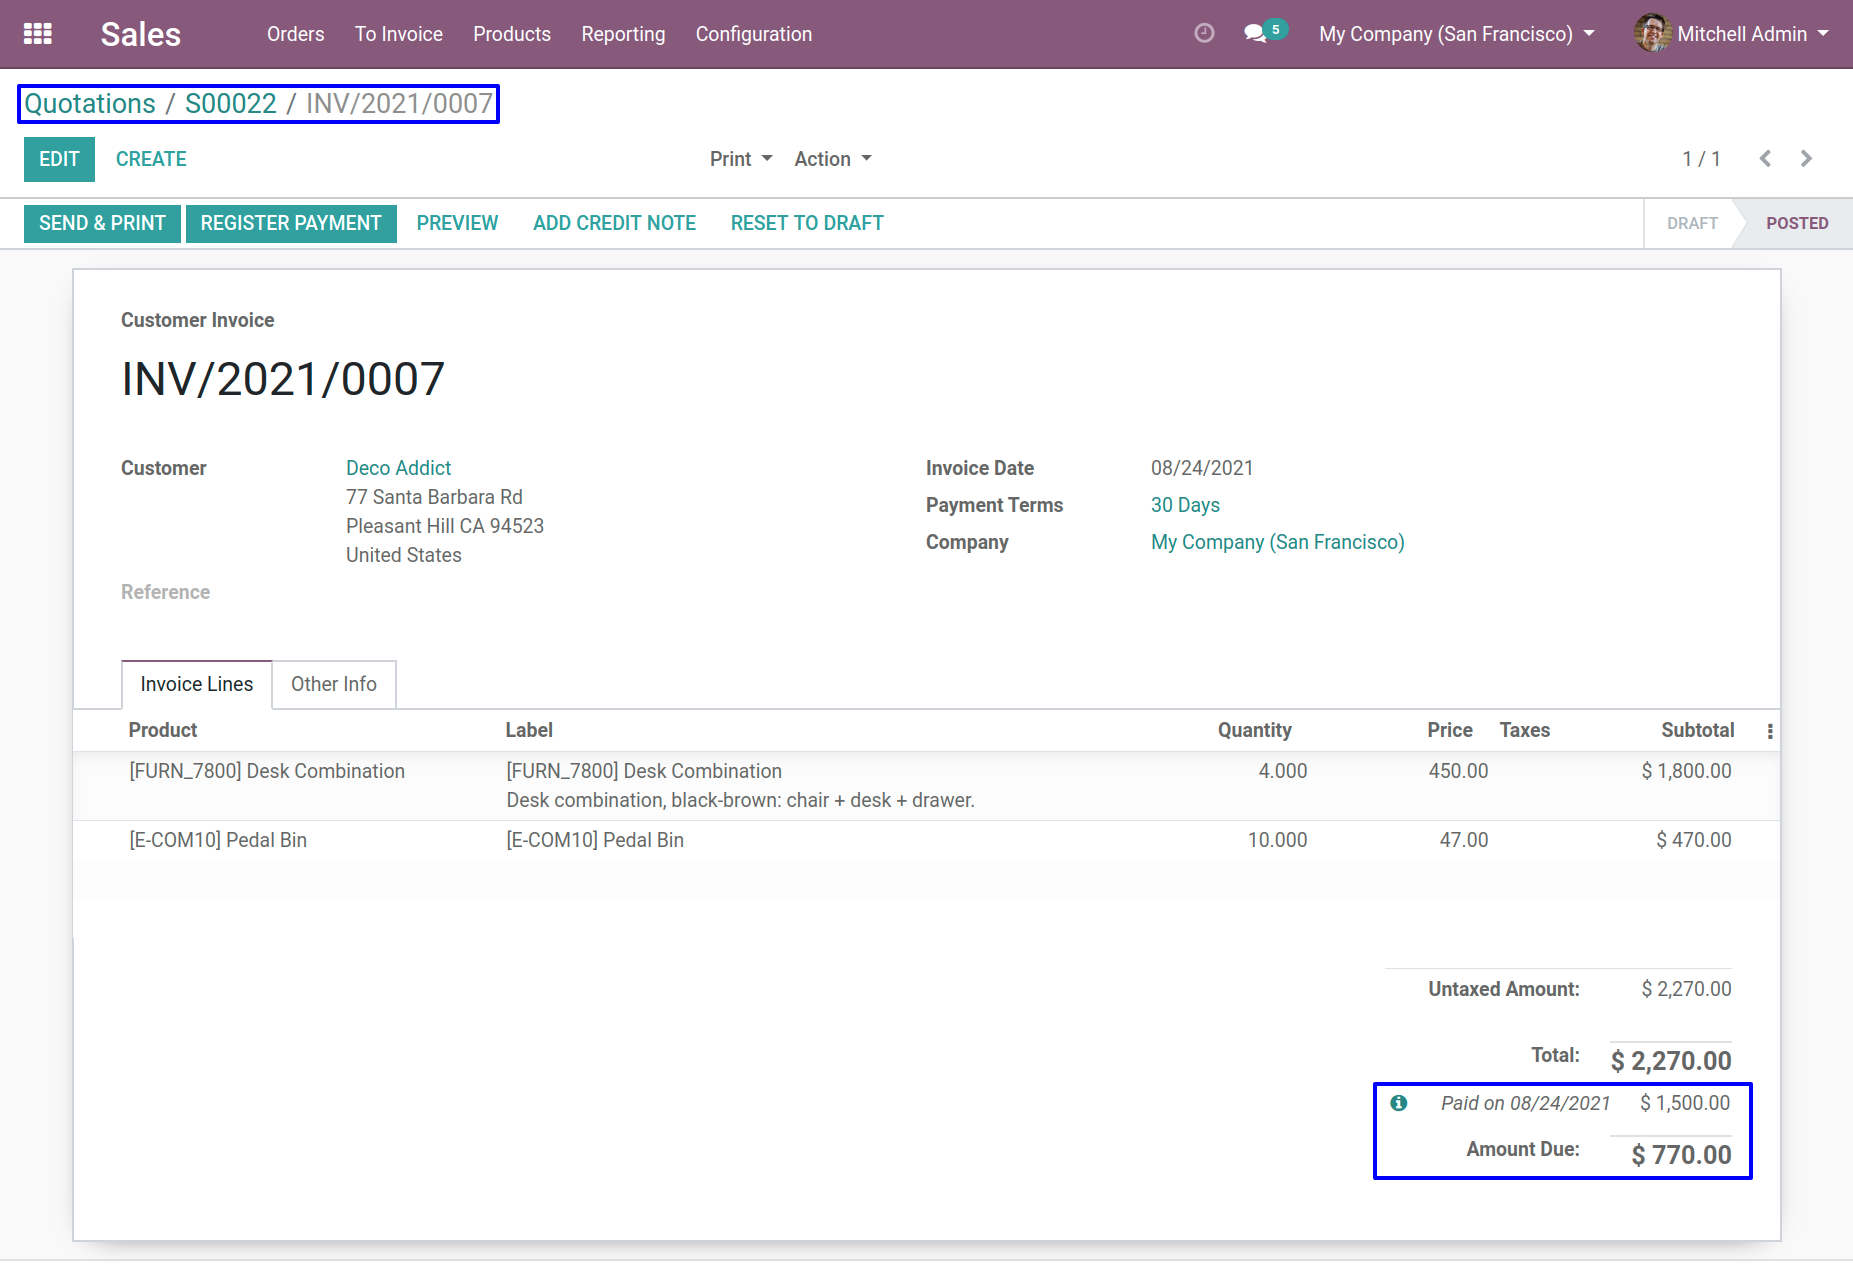 Sales Orders To Invoice Products Reporting Configuration 5 My Company (San Francisco) Mitchell Admin
Quotations / S00022 / INV/2021/0007
EDIT CREATE Print Action 1 / 1
SEND & PRINT REGISTER PAYMENT PREVIEW ADD CREDIT NOTE RESET TO DRAFT DRAFT POSTED
Customer Invoice
INV/2021/0007
Customer Deco Addict Invoice Date 08/24/2021
77 Santa Barbara Rd
Payment Terms 30 Days
Pleasant Hill CA 94523
Company My Company (San Francisco)
United States
Reference
Invoice Lines Other Info
Product Label Quantity Price Taxes Subtotal
[FURN_7800] Desk Combination [FURN_7800] Desk Combination 4.000 450.00 $ 1,800.00
Desk combination, black-brown: chair + desk + drawer.
[E-COM10] Pedal Bin [E-COM10] Pedal Bin 10.000 47.00 $ 470.00
Untaxed Amount: $ 2,270.00
Total: $ 2,270.00
Paid on 08/24/2021 $ 1,500.00
Amount Due: $ 770.00